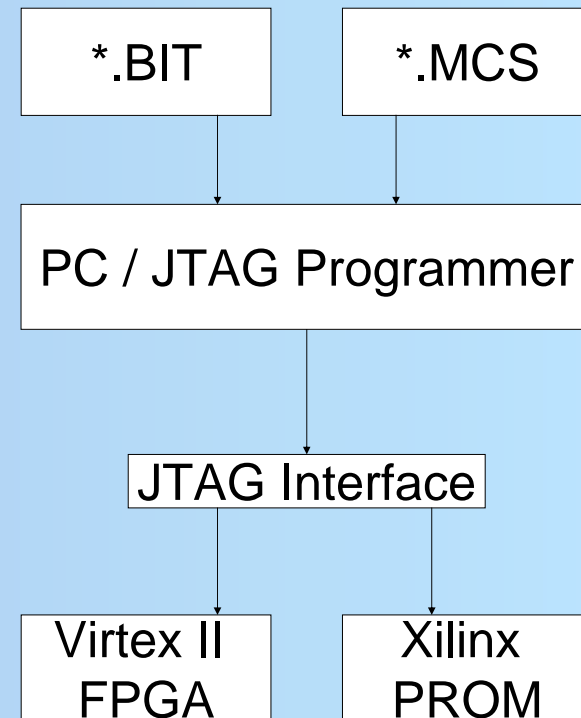 *.BIT
*.MCS
PC / JTAG Programmer
JTAG Interface
Virtex II
FPGA
Xilinx
PROM